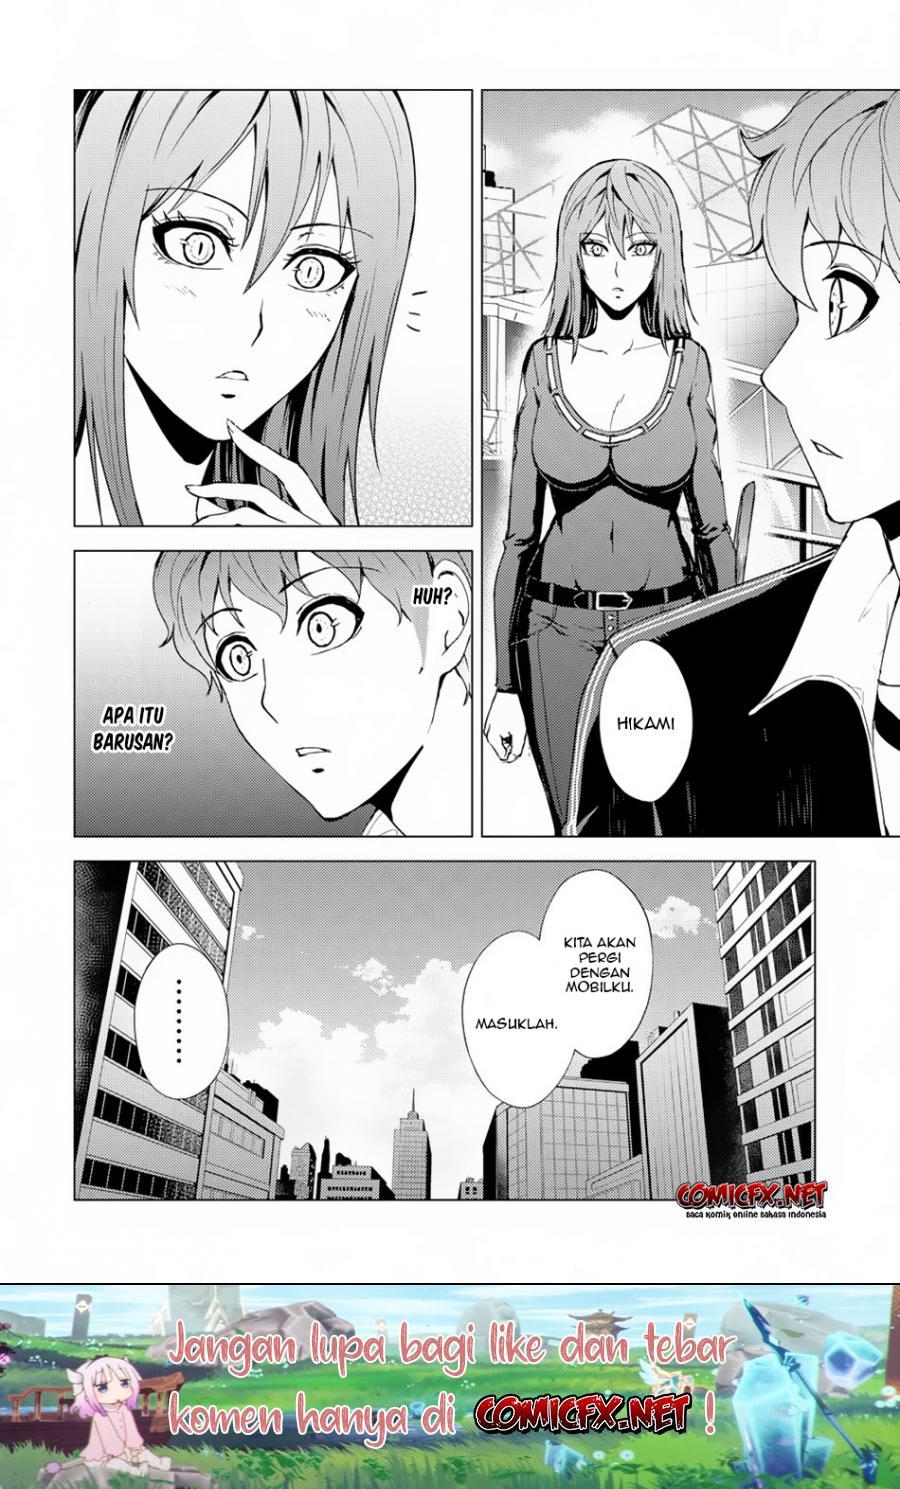 HIKAMI
HUH?
APA ITU
BARUSAN?
KITA AKAN
PERGI
DENGAN
MOBILKU.
MASUKLAH.
........
COMICFX.NET
Baca komik online bahasa indonesia
Jangan lupa bagi like dan tebar
komen hanya di COMICFX.NET !